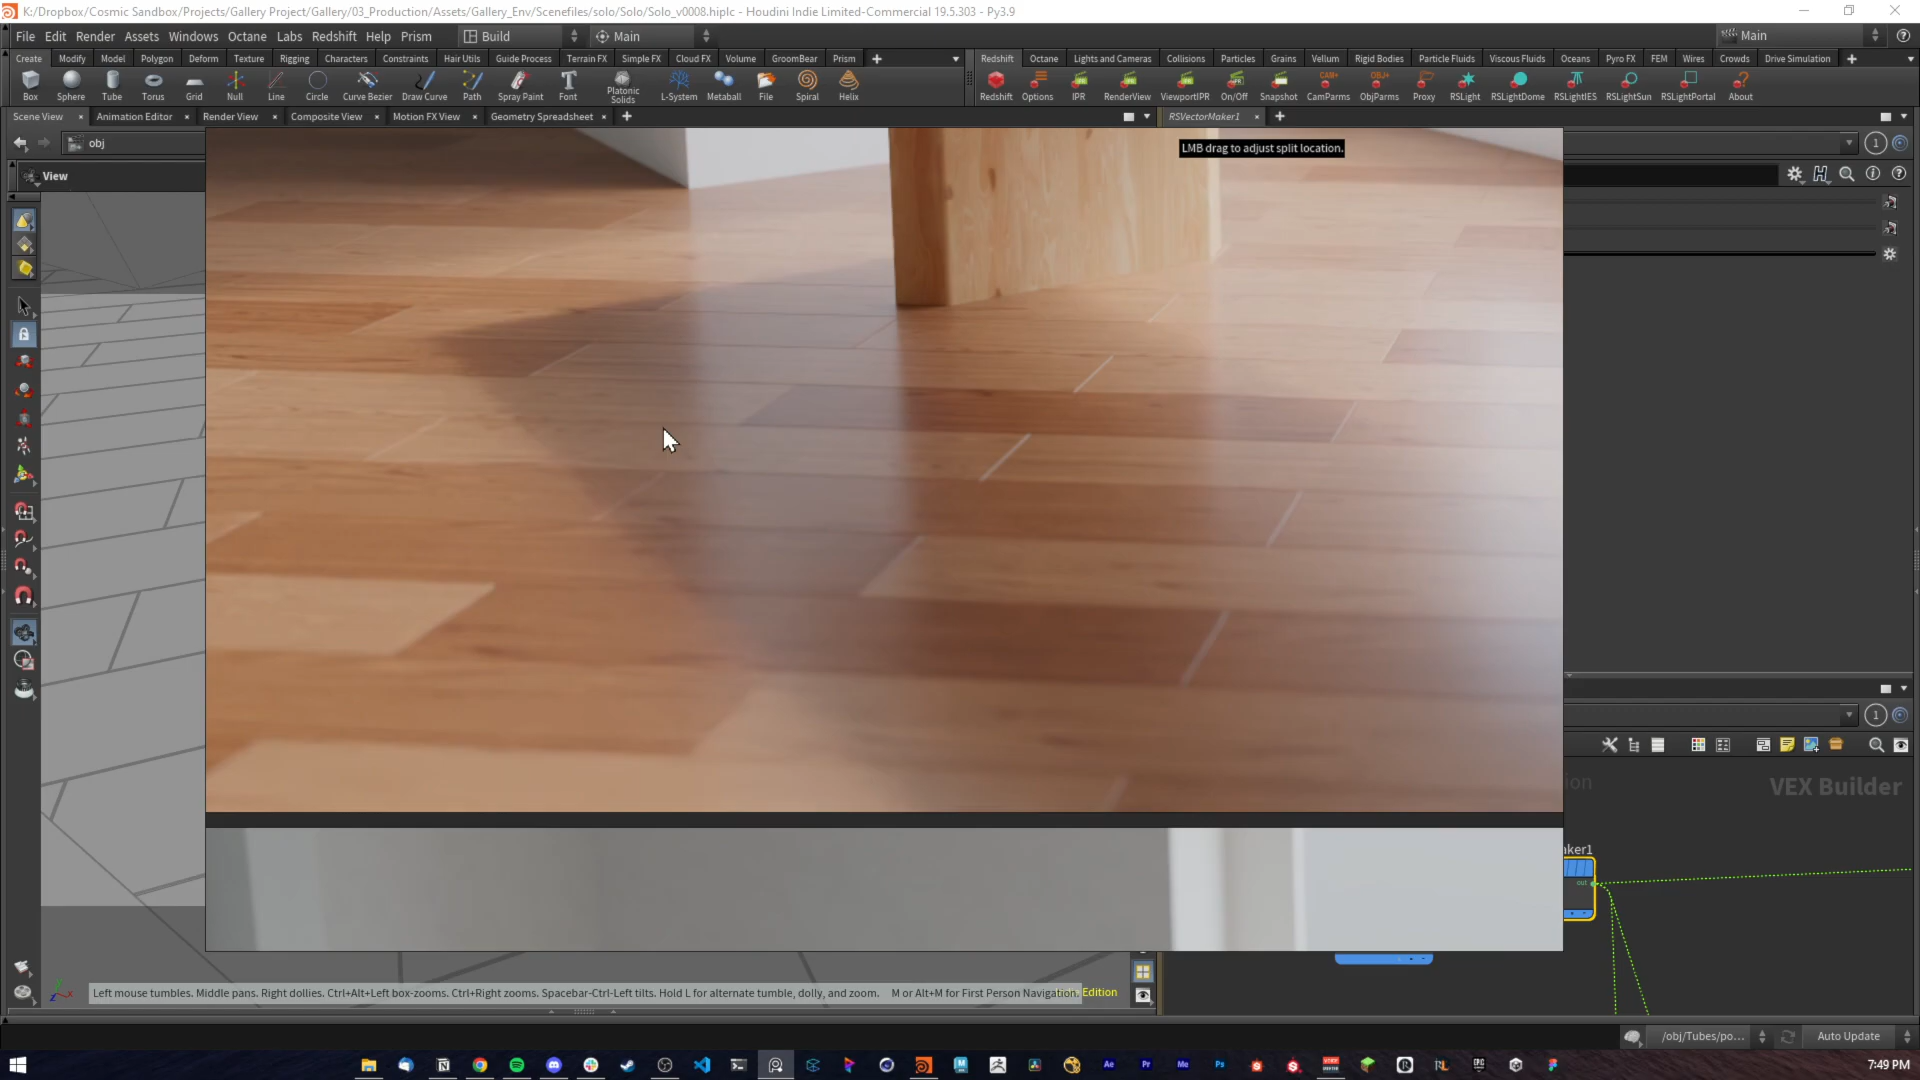 K:/Dropbox/Cosmic Sandbox/Projects/Gallery Project/Gallery/03_Production/Assets/Gallery_Env/Scenefiles/solo/Solo/Solo_v0008.hiplc - Houdini Indie Limited-Commercial 19.5.303 - Py3.9
File Edit Render Assets Windows Octane Labs Redshift Help Prism Build Main Main
Create Modify Model Polygon Deform Texture Rigging Characters Constraints Hair Utils Guide Process Terrain FX Simple FX Cloud FX Volume GroomBear Prism
Redshift Octane Lights and Cameras Collisions Particles Grains Vellum Rigid Bodies Particle Fluids Viscous Fluids Oceans Pyro FX FEM Wires Crowds Drive Simulation
Box Sphere Tube Torus Grid Null Line Circle Curve Bezier Draw Curve Path Spray Paint Font Platonic Solids L-System Metaball File Spiral Helix
Redshift Options IPR RenderView ViewportIPR On/Off Snapshot CamParms ObjParms Proxy RSLight RSLightDome RSLightIES RSLightSun RSLightPortal About
Scene View Animation Editor Render View Composite View Motion FX View Geometry Spreadsheet RSVectorMaker1
obj
1
LMB drag to adjust split location.
View
1
VEX Builder
ion
aker1
out
Left mouse tumbles. Middle pans. Right dollies. Ctrl+Alt+Left box-zooms. Ctrl+Right zooms. Spacebar-Ctrl-Left tilts. Hold L for alternate tumble, dolly, and zoom. M or Alt+M for First Person Navigation.
Edition
/obj/Tubes/po... Auto Update
7:49 PM